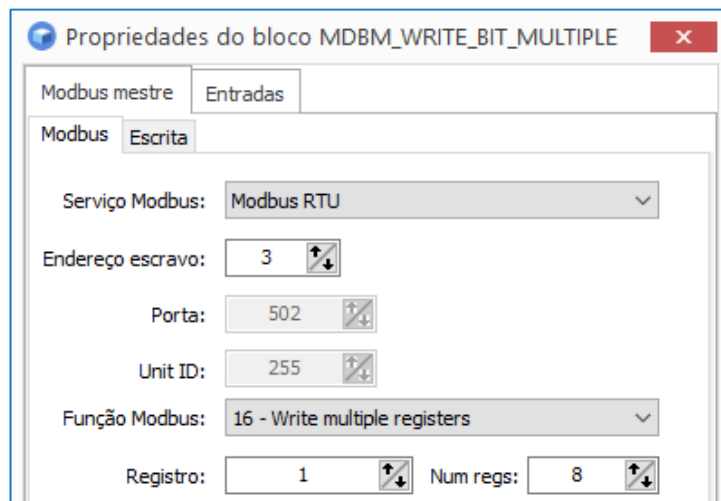 Propriedades do bloco MDBM_WRITE_BIT_MULTIPLE
Modbus mestre Entradas
Modbus Escrita
Serviço Modbus: Modbus RTU
Endereço escravo: 3
Porta: 502
Unit ID: 255
Função Modbus: 16 - Write multiple registers
Registro: 1 Num regs: 8